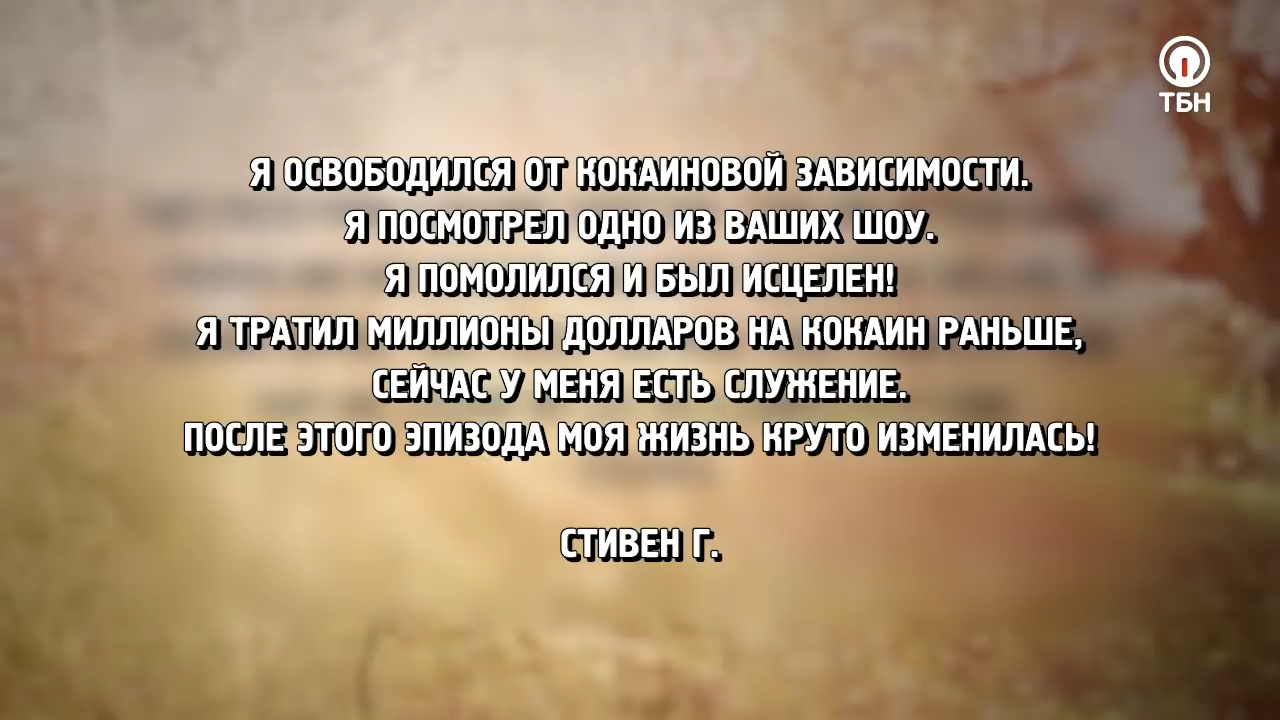 ТБН
Я ОСВОБОДИЛСЯ ОТ КОКАИНОВОЙ ЗАВИСИМОСТИ.
Я ПОСМОТРЕЛ ОДНО ИЗ ВАШИХ ШОУ.
Я ПОМОЛИЛСЯ И БЫЛ ИСЦЕЛЕН!
Я ТРАТИЛ МИЛЛИОНЫ ДОЛЛАРОВ НА КОКАИН РАНЬШЕ,
СЕЙЧАС У МЕНЯ ЕСТЬ СЛУЖЕНИЕ.
ПОСЛЕ ЭТОГО ЭПИЗОДА МОЯ ЖИЗНЬ КРУТО ИЗМЕНИЛАСЬ!
СТИВЕН Г.